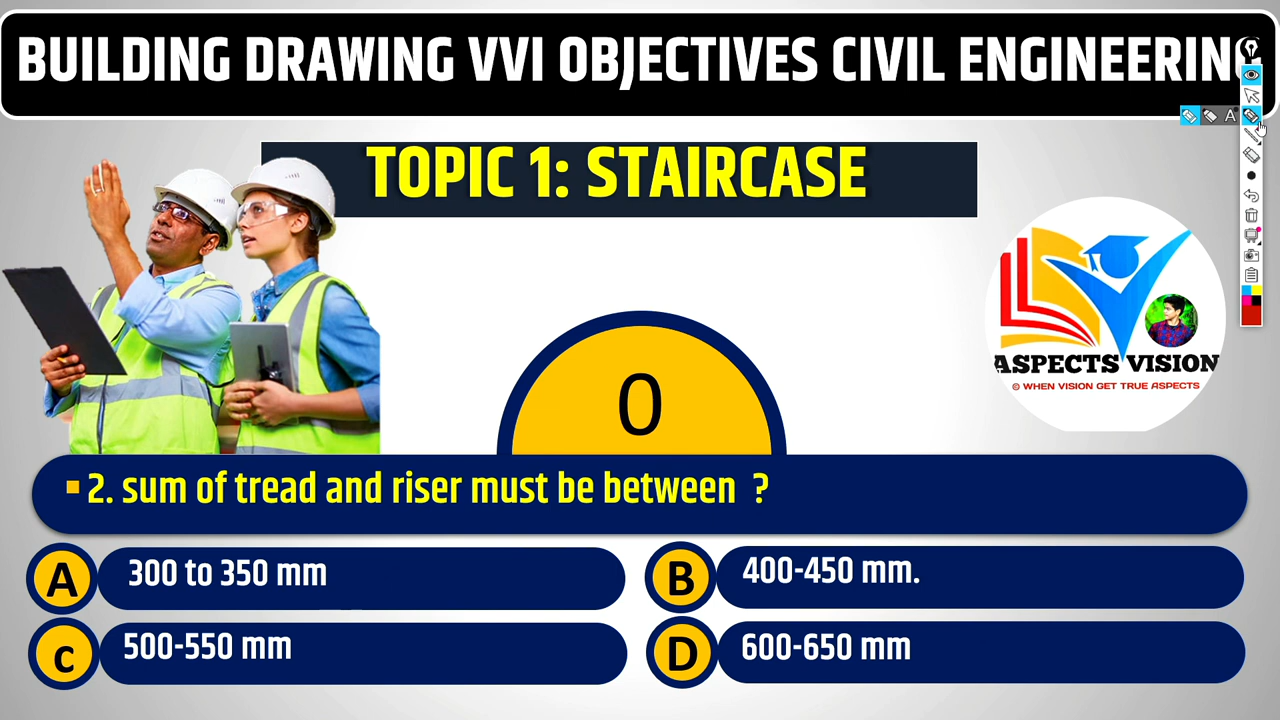 BUILDING DRAWING VVI OBJECTIVES CIVIL ENGINEERING
A
TOPIC 1: STAIRCASE
ASPECTS VISION
© WHEN VISION GET TRUE ASPECTS
0
2. sum of tread and riser must be between ?
A 300 to 350 mm
B 400-450 mm.
c 500-550 mm
D 600-650 mm